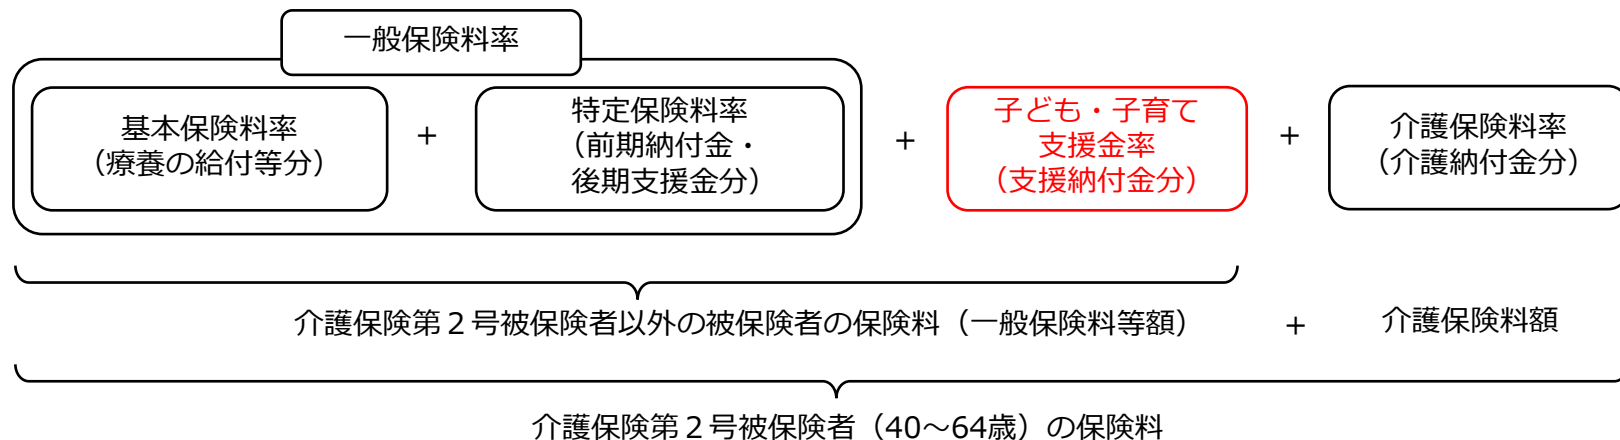 一般保険料率
基本保険料率
（療養の給付等分）
+
特定保険料率
（前期納付金・
後期支援金分）
+
子ども・子育て
支援金率
（支援納付金分）
+
介護保険料率
（介護納付金分）
介護保険第２号被保険者以外の被保険者の保険料（一般保険料等額）
+
介護保険料額
介護保険第２号被保険者（40～64歳）の保険料